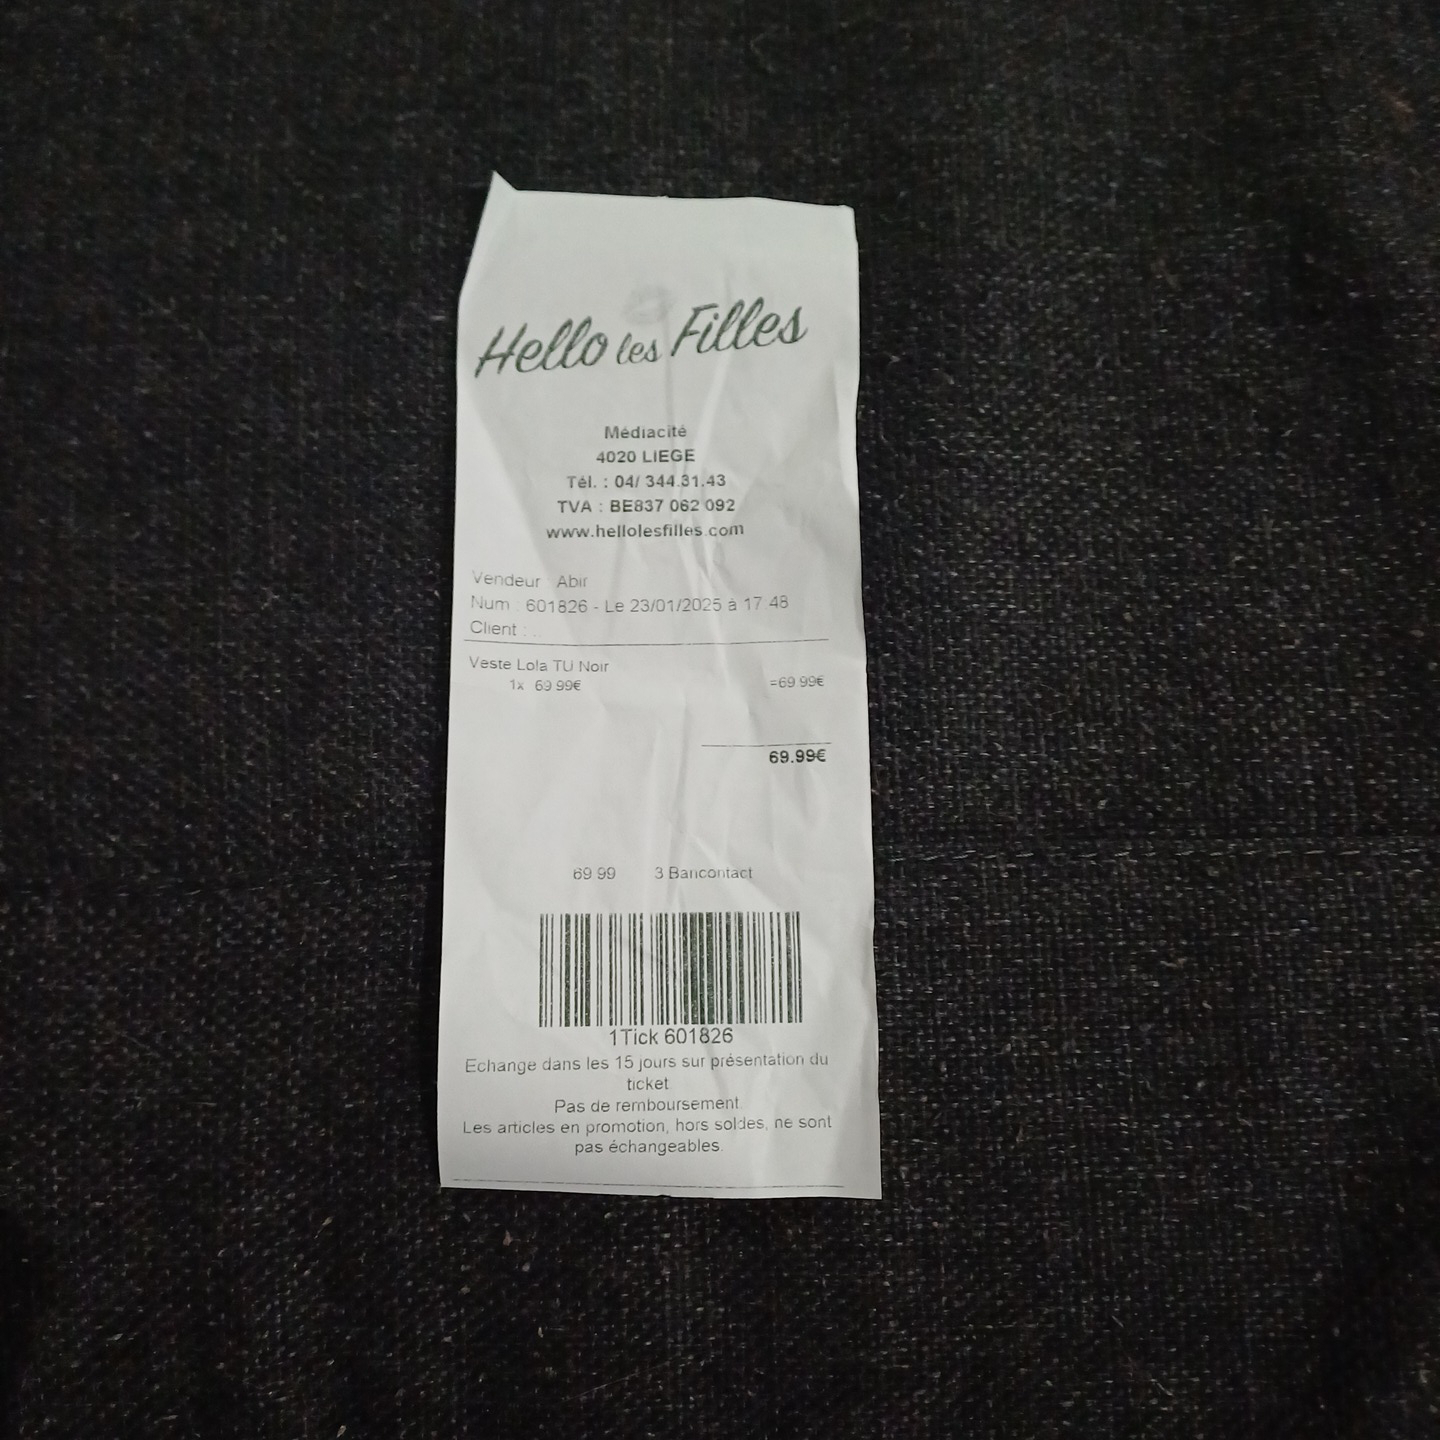 Hello les Filles
Médiacité
4020 LIEGE
Tél. : 04/ 344.31.43
TVA : BE837 062 092
www.hellolesfilles.com
Vendeur : Abir
Num : 601826 - Le 23/01/2025 à 17:48
Client : ..
Veste Lola TU Noir
1x 69.99€ =69.99€
69.99€
69.99 3 Bancontact
1Tick 601826
Echange dans les 15 jours sur présentation du
ticket
Pas de remboursement.
Les articles en promotion, hors soldes, ne sont
pas échangeables.